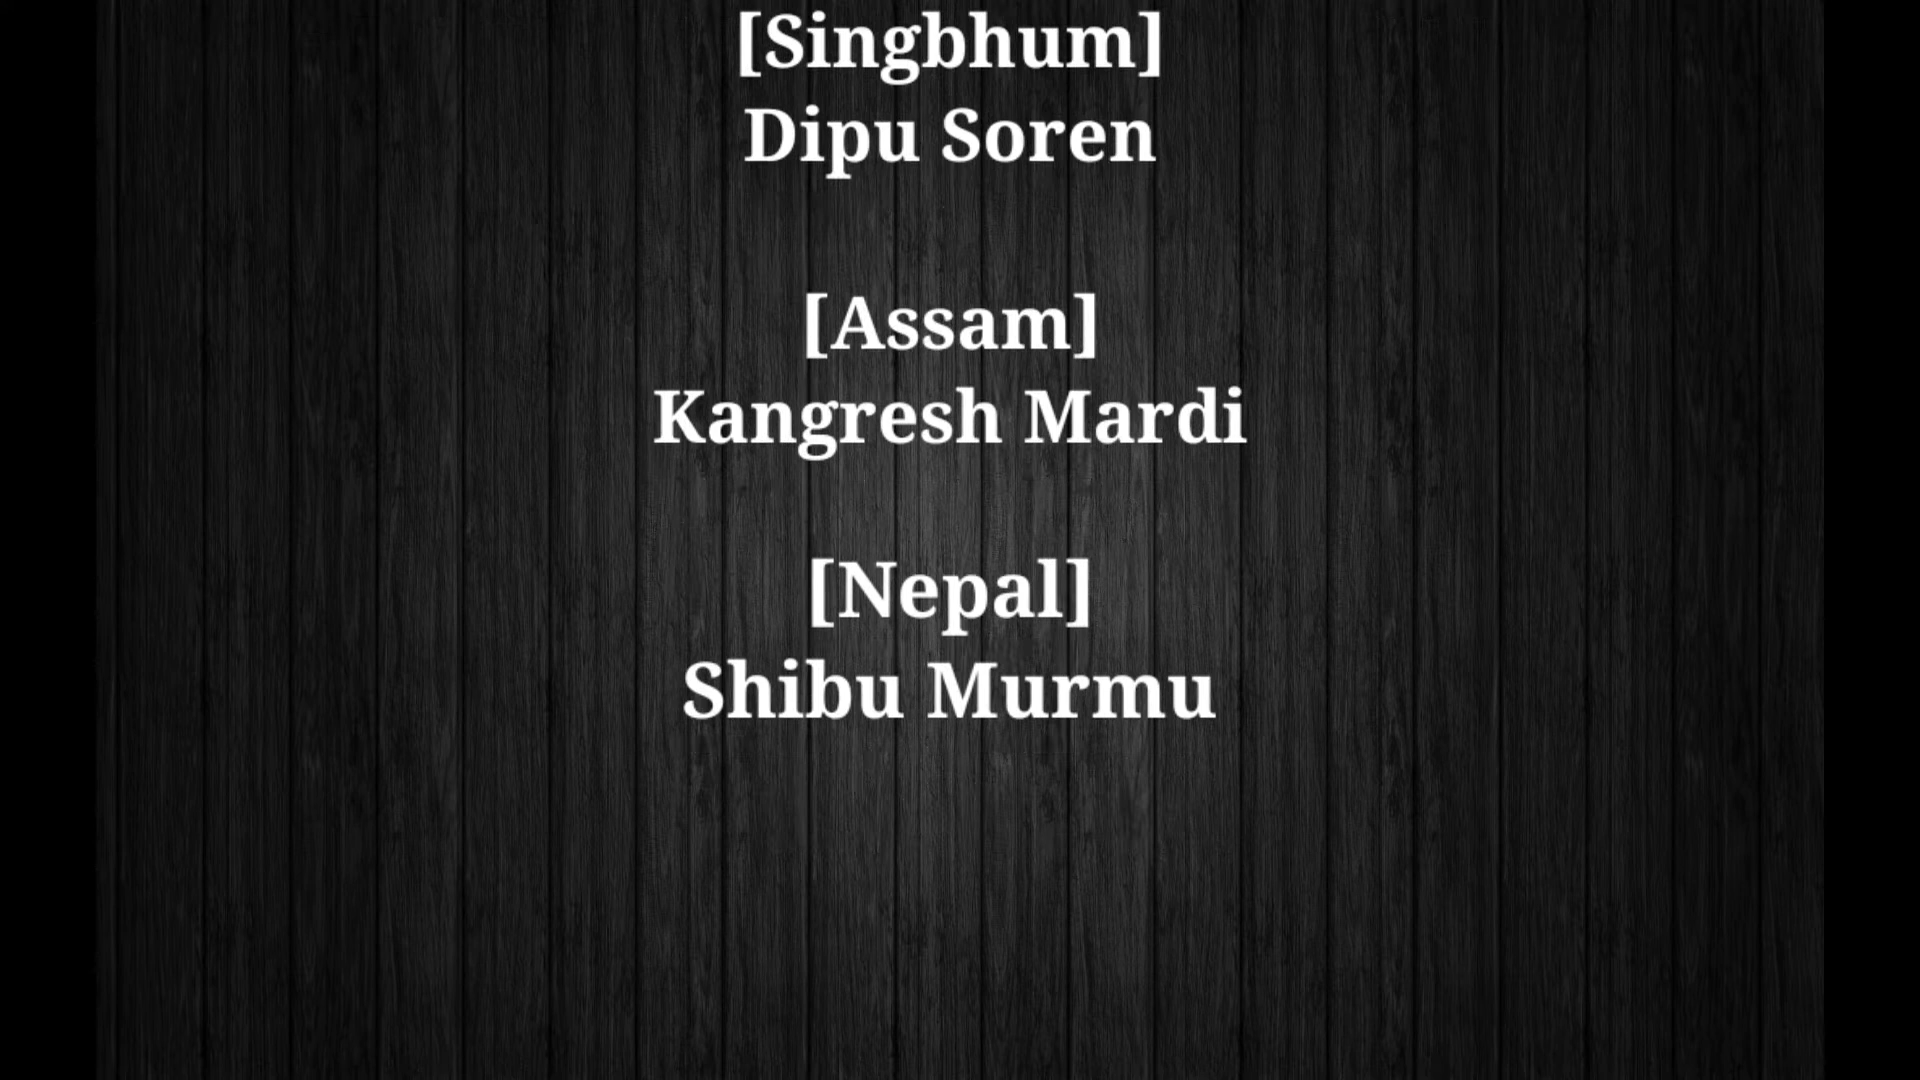 [Singbhum]
Dipu Soren
[Assam]
Kangresh Mardi
[Nepal]
Shibu Murmu